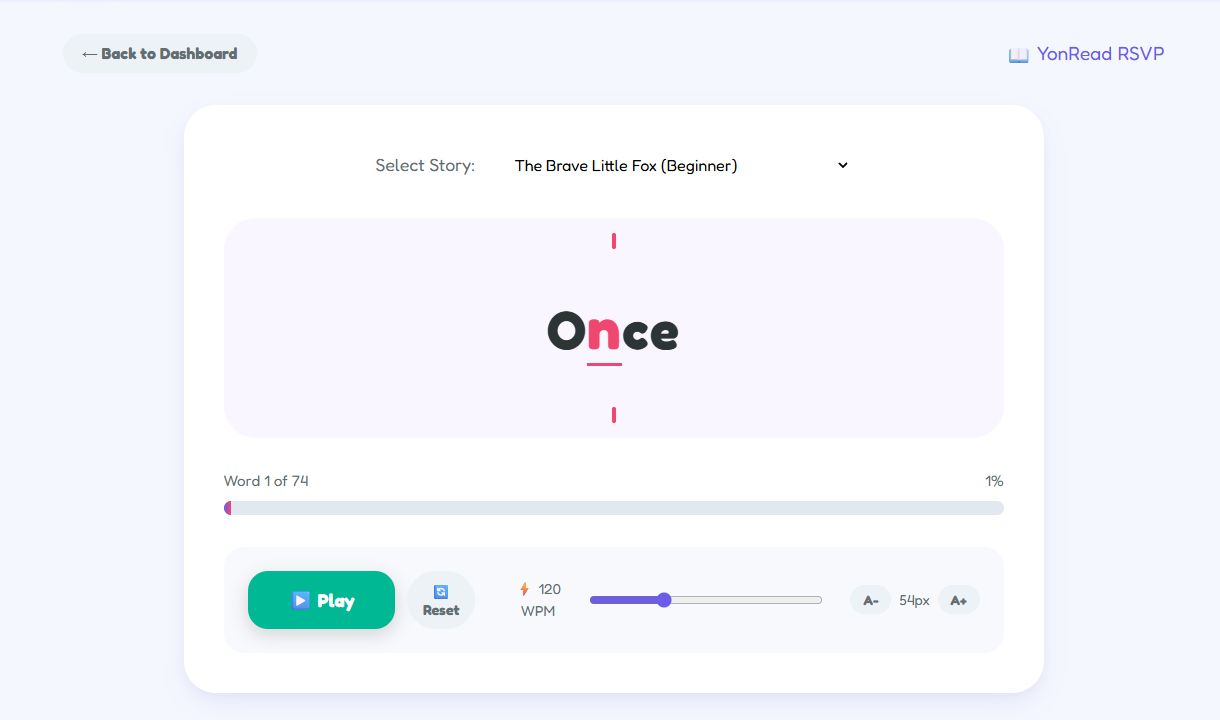 ← Back to Dashboard
📖 YonRead RSVP
Select Story:
The Brave Little Fox (Beginner)
Once
Word 1 of 74
1%
▶️ Play
🔄
Reset
⚡ 120
WPM
A-
54px
A+